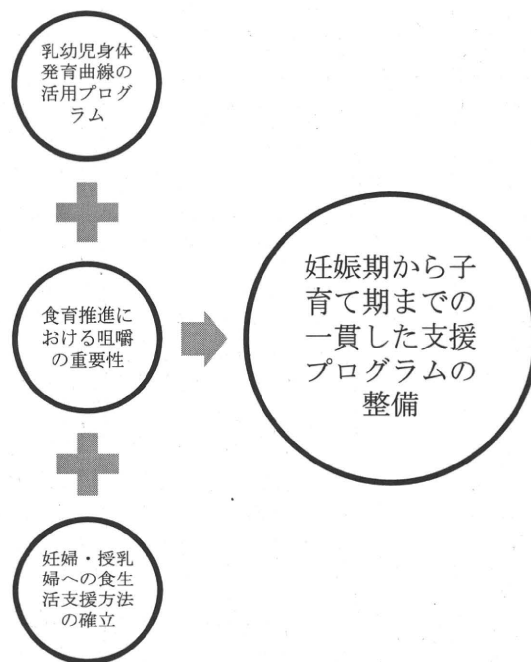 乳幼児身体
発育曲線の
活用プログ
ラム
食育推進に
おける咀嚼
の重要性
妊婦・授乳
婦への食生
活支援方法
の確立
妊娠期から子
育て期までの
一貫した支援
プログラムの
整備